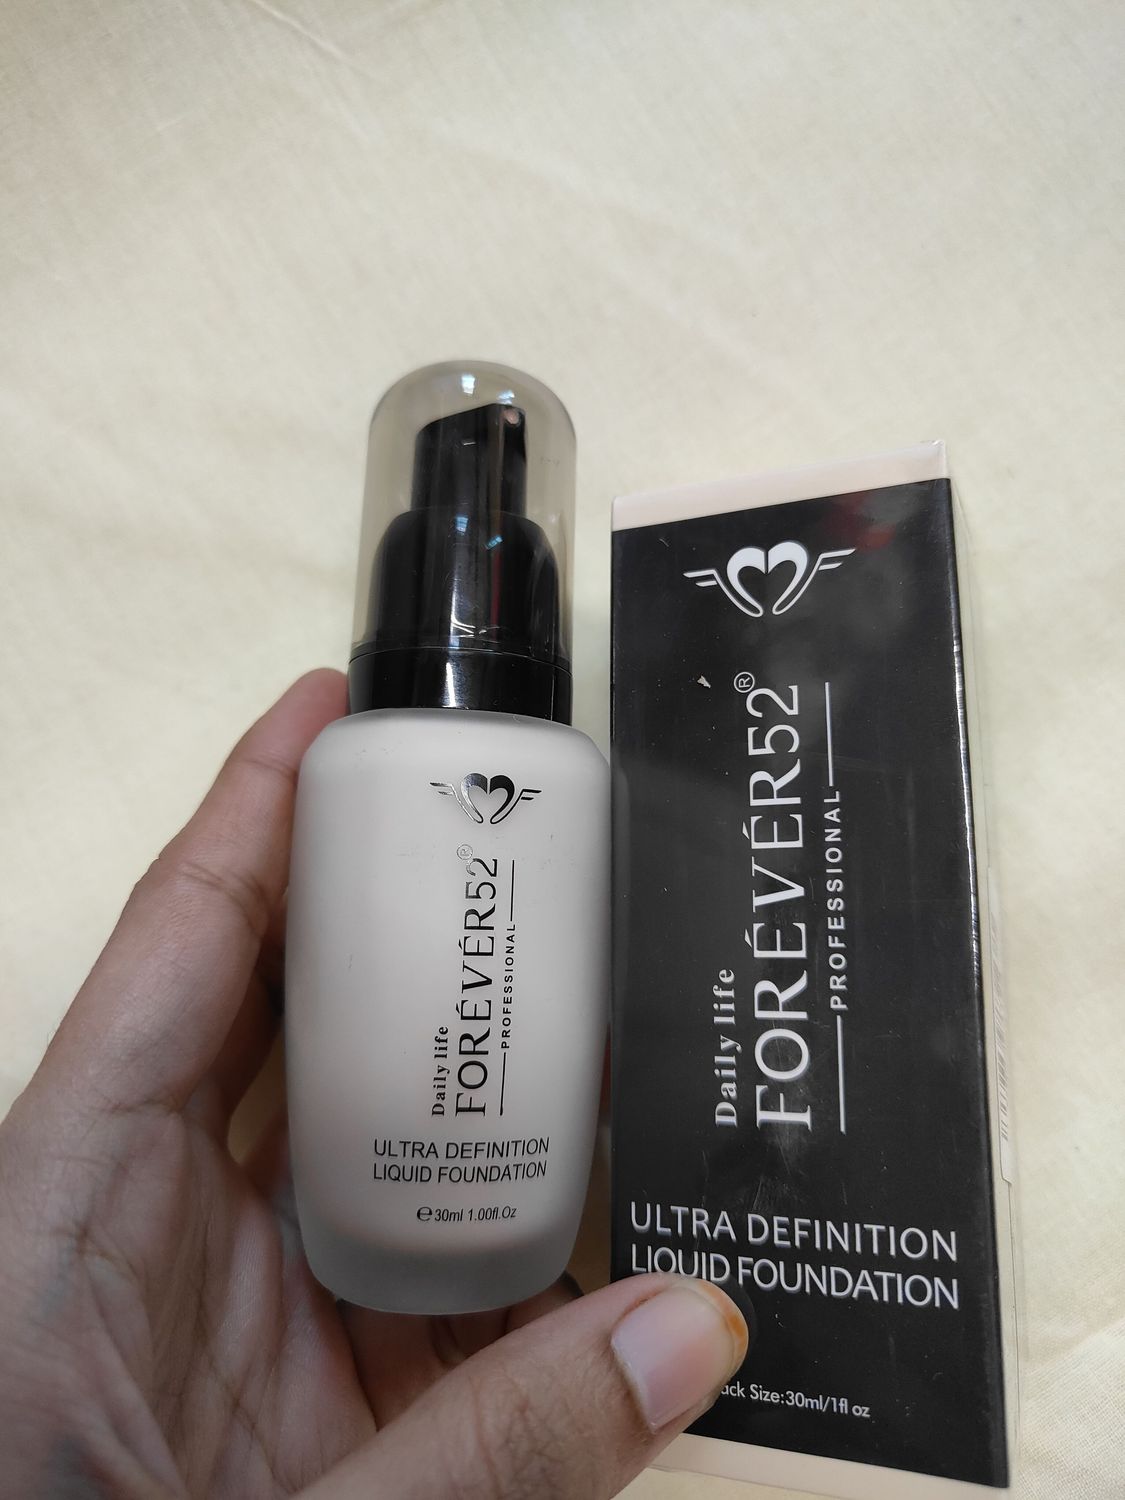 Daily life
FORÉVÉR52®
PROFESSIONAL
ULTRA DEFINITION
LIQUID FOUNDATION
℮30ml 1.00fl.Oz
Daily life
FORÉVÉR52®
PROFESSIONAL
ULTRA DEFINITION
LIQUID FOUNDATION
Size:30ml/1fl oz